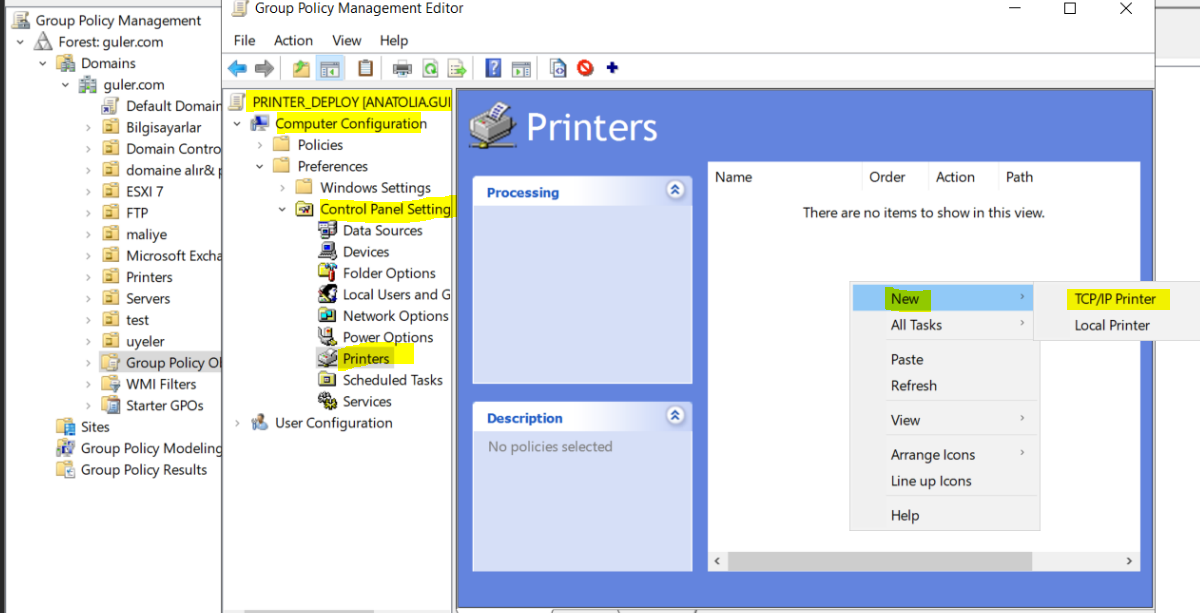 Group Policy Management
Forest: guler.com
Domains
guler.com
Default Domain
Bilgisayarlar
Domain Contro
domaine alır& p
ESXI 7
FTP
maliye
Microsoft Excha
Printers
Servers
test
uyeler
Group Policy Ol
WMI Filters
Starter GPOs
Sites
Group Policy Modeling
Group Policy Results
Group Policy Management Editor
File Action View Help
PRINTER_DEPLOY [ANATOLIA.GUI
Computer Configuration
Policies
Preferences
Windows Settings
Control Panel Setting
Data Sources
Devices
Folder Options
Local Users and G
Network Options
Power Options
Printers
Scheduled Tasks
Services
User Configuration
Printers
Processing
Description
No policies selected
Name Order Action Path
There are no items to show in this view.
New
All Tasks
Paste
Refresh
View
Arrange Icons
Line up Icons
Help
TCP/IP Printer
Local Printer